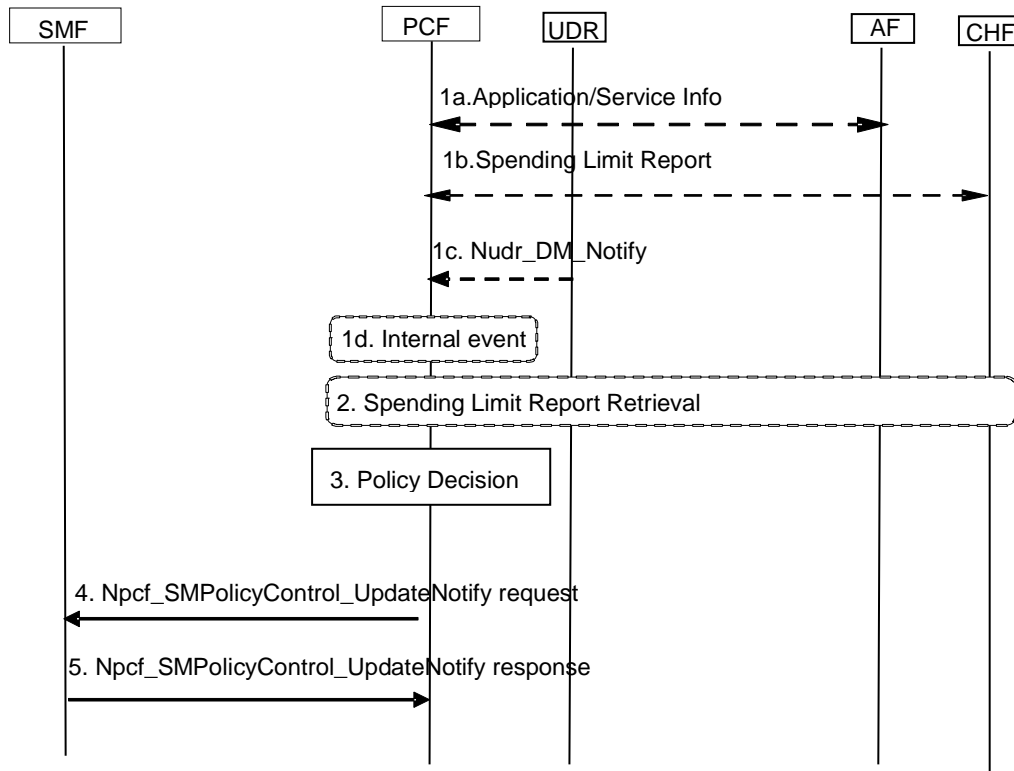 SMF
PCF
UDR
AF
CHF
1a.Application/Service Info
1b.Spending Limit Report
1c. Nudr_DM_Notify
1d. Internal event
2. Spending Limit Report Retrieval
3. Policy Decision
4. Npcf_SMPolicyControl_UpdateNotify request
5. Npcf_SMPolicyControl_UpdateNotify response